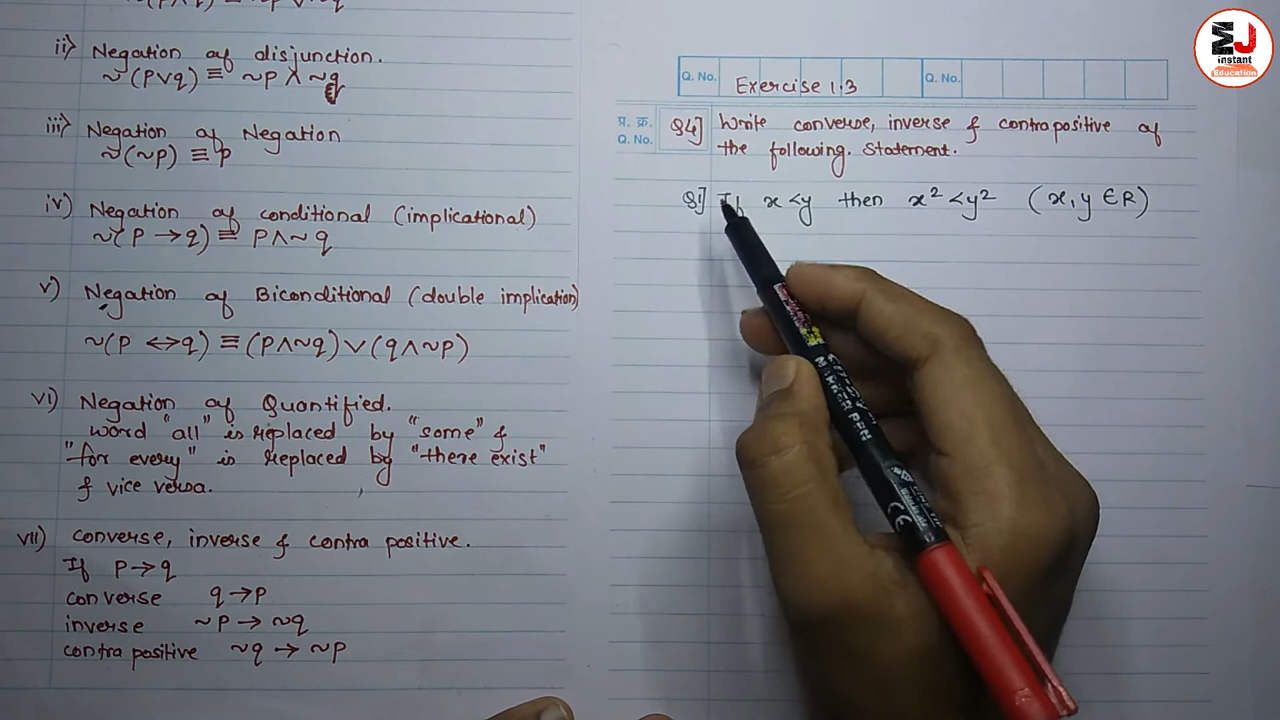 ii) Negation of disjunction.
~(p∨q) ≡ ~p ∧ ~q
iii) Negation of Negation
~(~p) ≡ p
iv) Negation of conditional (implicational)
~(p → q) ≡ p∧~q
v) Negation of Biconditional (double implication)
~(p ↔ q) ≡ (p∧~q) ∨ (q∧~p)
vi) Negation of Quantified.
word "all" is replaced by "some" &
"for every" is replaced by "there exist"
& vice versa.
vii) converse, inverse & contra positive.
If p → q
converse q → p
inverse ~p → ~q
contra positive ~q → ~p
Q. No. Exercise 1.3 Q. No.
प्र. क्र.
Q. No.
Q4] Write converse, inverse & contrapositive of
the following. statement.
Q1] If x < y then x² < y² (x, y ∈ R)
MJ
instant
Education